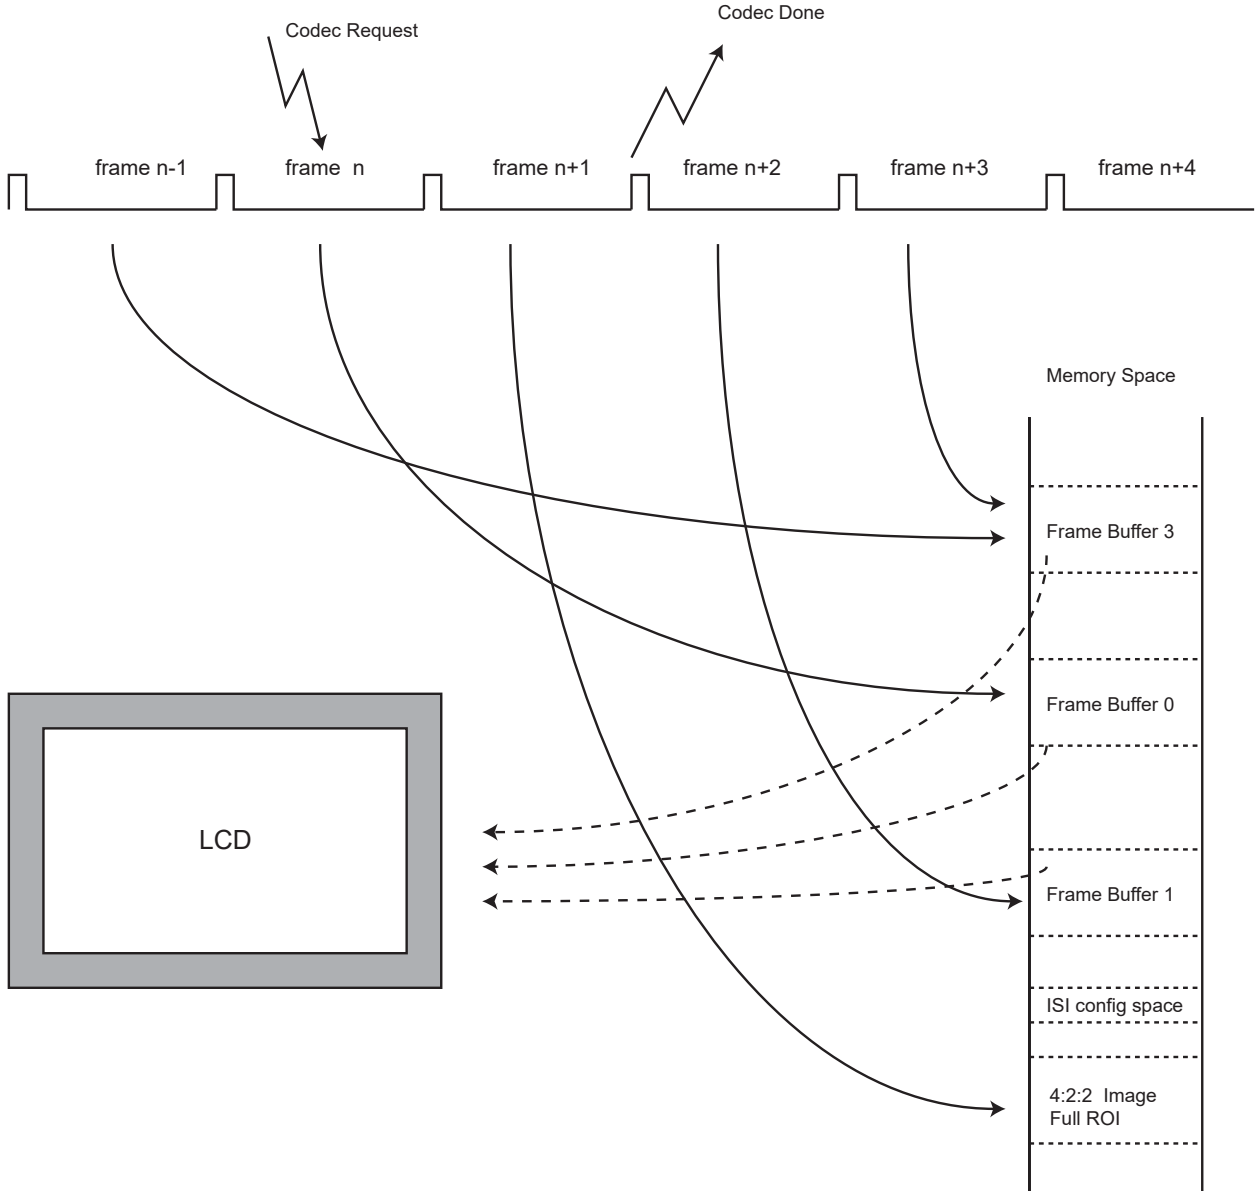 Codec Done
Codec Request
frame n-1
frame  n
frame n+1
frame n+2
frame n+3
frame n+4
Memory Space
Frame Buffer 3
Frame Buffer 0
LCD
Frame Buffer 1
ISI config space
4:2:2  Image
Full ROI